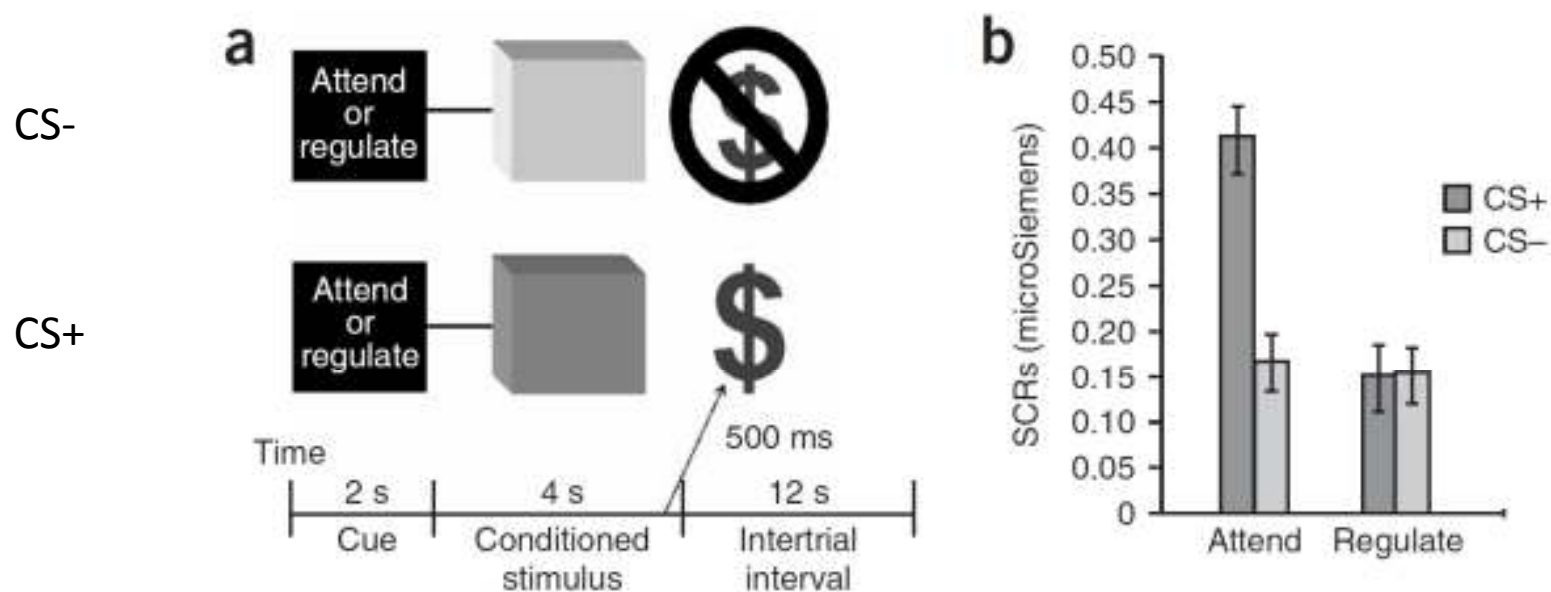 a
CS-
Attend
or
regulate
$
CS+
Attend
or
regulate
$
500 ms
Time
2 s
4 s
12 s
Cue
Conditioned
stimulus
Intertrial
interval
b
SCRs (microSiemens)
0.50
0.45
0.40
0.35
0.30
0.25
0.20
0.15
0.10
0.05
0
Attend
Regulate
CS+
CS–